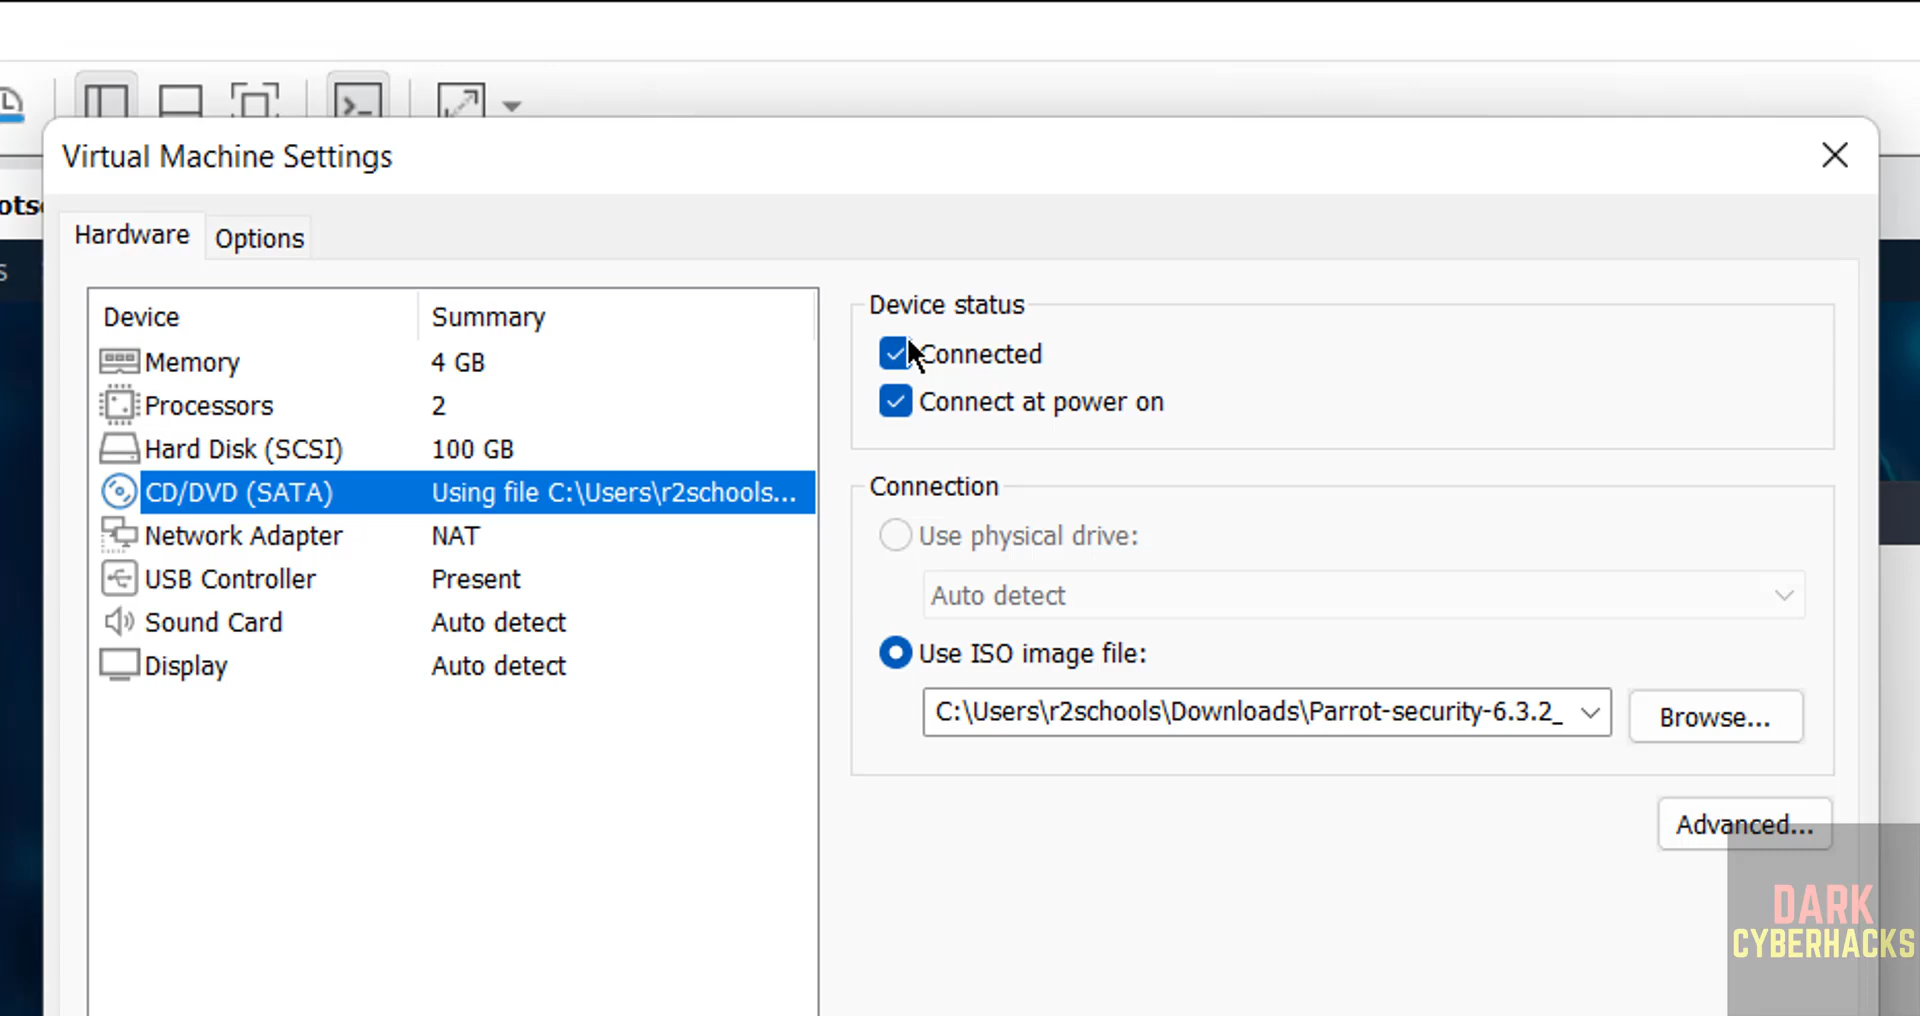 Virtual Machine Settings
otse
s
Hardware
Options
Device Summary
Memory 4 GB
Processors 2
Hard Disk (SCSI) 100 GB
CD/DVD (SATA) Using file C:\Users\r2schools...
Network Adapter NAT
USB Controller Present
Sound Card Auto detect
Display Auto detect
Device status
Connected
Connect at power on
Connection
Use physical drive:
Auto detect
Use ISO image file:
C:\Users\r2schools\Downloads\Parrot-security-6.3.2_
Browse...
Advanced...
DARK
CYBERHACKS